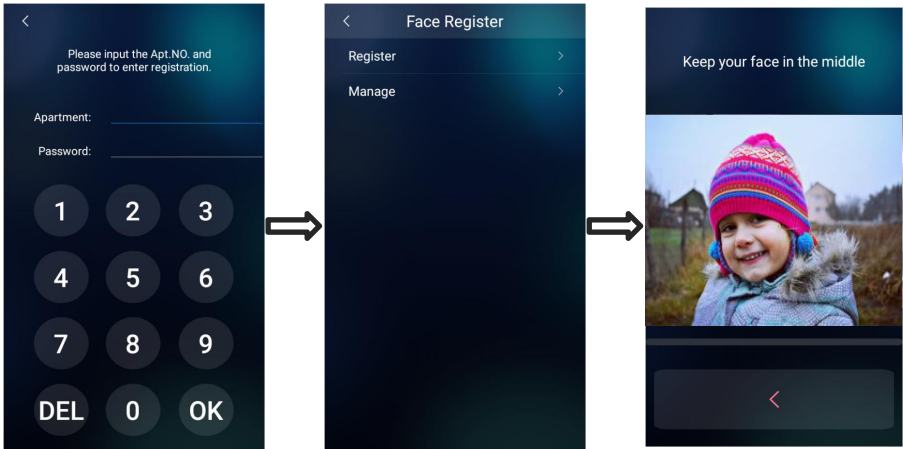 Please input the Apt.NO. and
password to enter registration.
Apartment:
Password:
1 2 3
4 5 6
7 8 9
DEL 0 OK
Face Register
Register
Manage
Keep your face in the middle